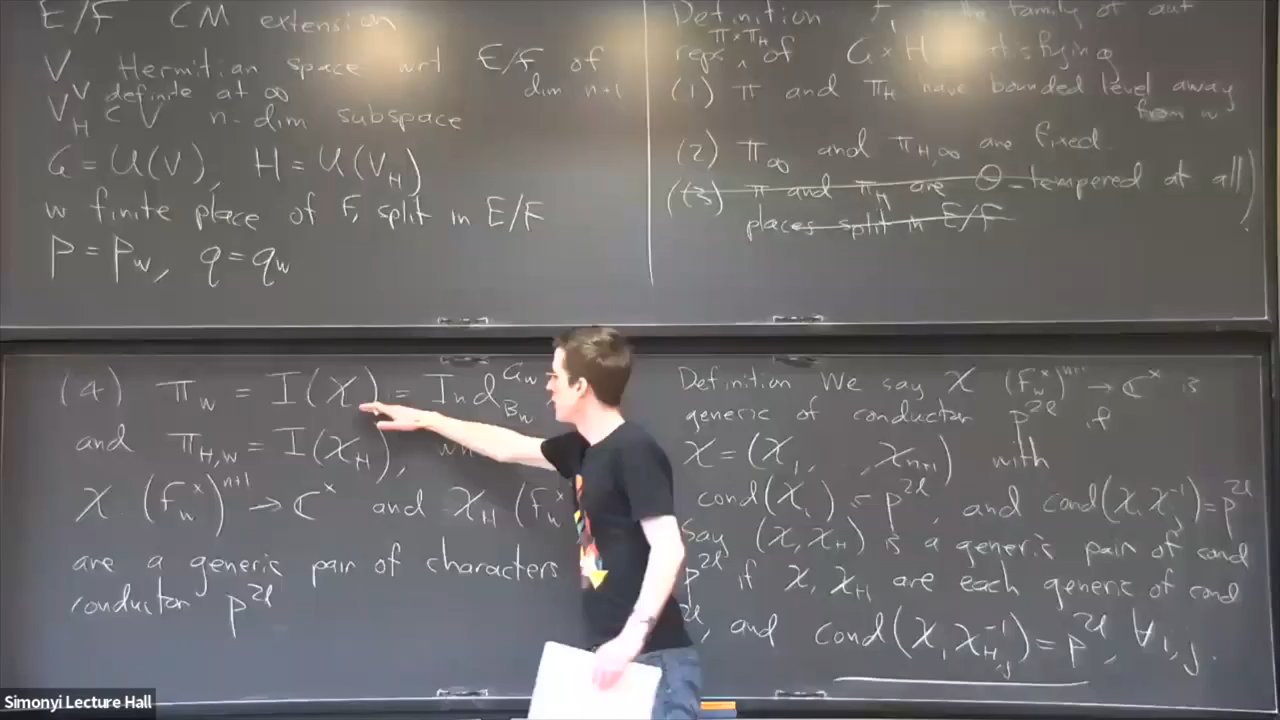 E/F CM extension
V Hermitian space wrt E/F of dim n+1
V definite at ∞
V_H ⊂ V n-dim subspace
G = U(V), H = U(V_H)
w finite place of F, split in E/F
p = p_w, q = q_w
Definition F_1 the family of aut
reps π×π_H of G×H satisfying
(1) π and π_H have bounded level away from w
(2) π_∞ and π_{H,∞} are fixed.
((3) π and π_H are θ-tempered at all
places split in E/F)
(4) π_w = I(χ) = Ind_{B_w}^{G_w}
and π_{H,w} = I(χ_H),
χ (F_w^×)^{n+1} → ℂ^× and χ_H (F_w^×
are a generic pair of characters
conductor p^{2l}
Definition We say χ (F_w^×)^{n+1} → ℂ^× is
generic of conductor p^{2l} if
χ = (χ_1, , χ_{n+1}) with
cond(χ_i) = p^{2l}, and cond(χ_i χ_j^{-1}) = p^{2l}
Say (χ, χ_H) is a generic pair of cond
p^{2l} if χ, χ_H are each generic of cond
p^{2l}, and cond(χ_i χ_{H,j}^{-1}) = p^{2l}, ∀ i, j.
Simonyi Lecture Hall